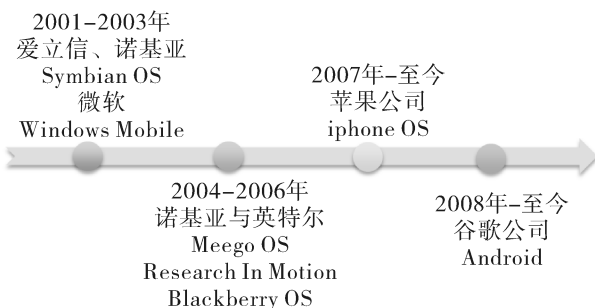 2001-2003年
爱立信、诺基亚
Symbian OS
微软
Windows Mobile
2004-2006年
诺基亚与英特尔
Meego OS
Research In Motion
Blackberry OS
2007年-至今
苹果公司
iphone OS
2008年-至今
谷歌公司
Android